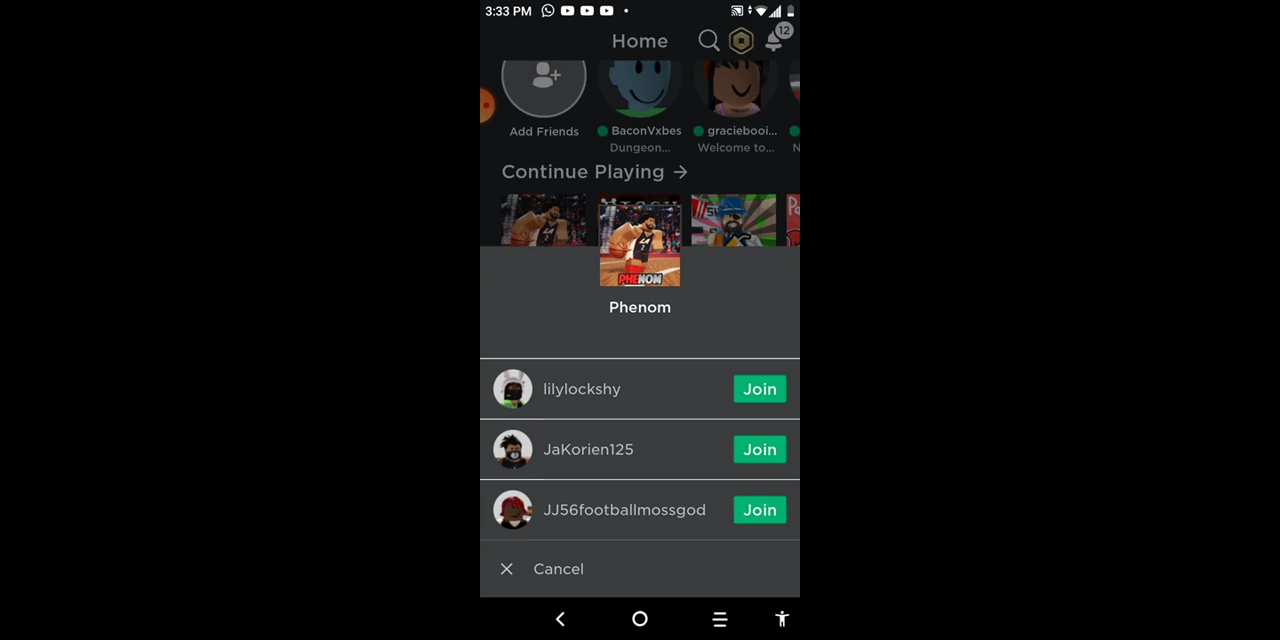 3:33 PM
Home
12
Add Friends
BaconVxbes
Dungeon...
graciebooi...
Welcome to...
N
Continue Playing →
PHENOM
Phenom
lilylockshy
Join
JaKorien125
Join
JJ56footballmossgod
Join
Cancel